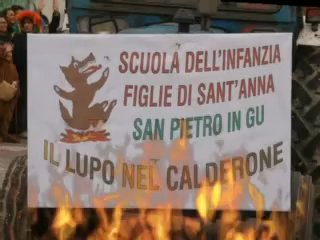 SCUOLA DELL'INFANZIA
FIGLIE DI SANT'ANNA
SAN PIETRO IN GU
IL LUPO NEL CALDERONE